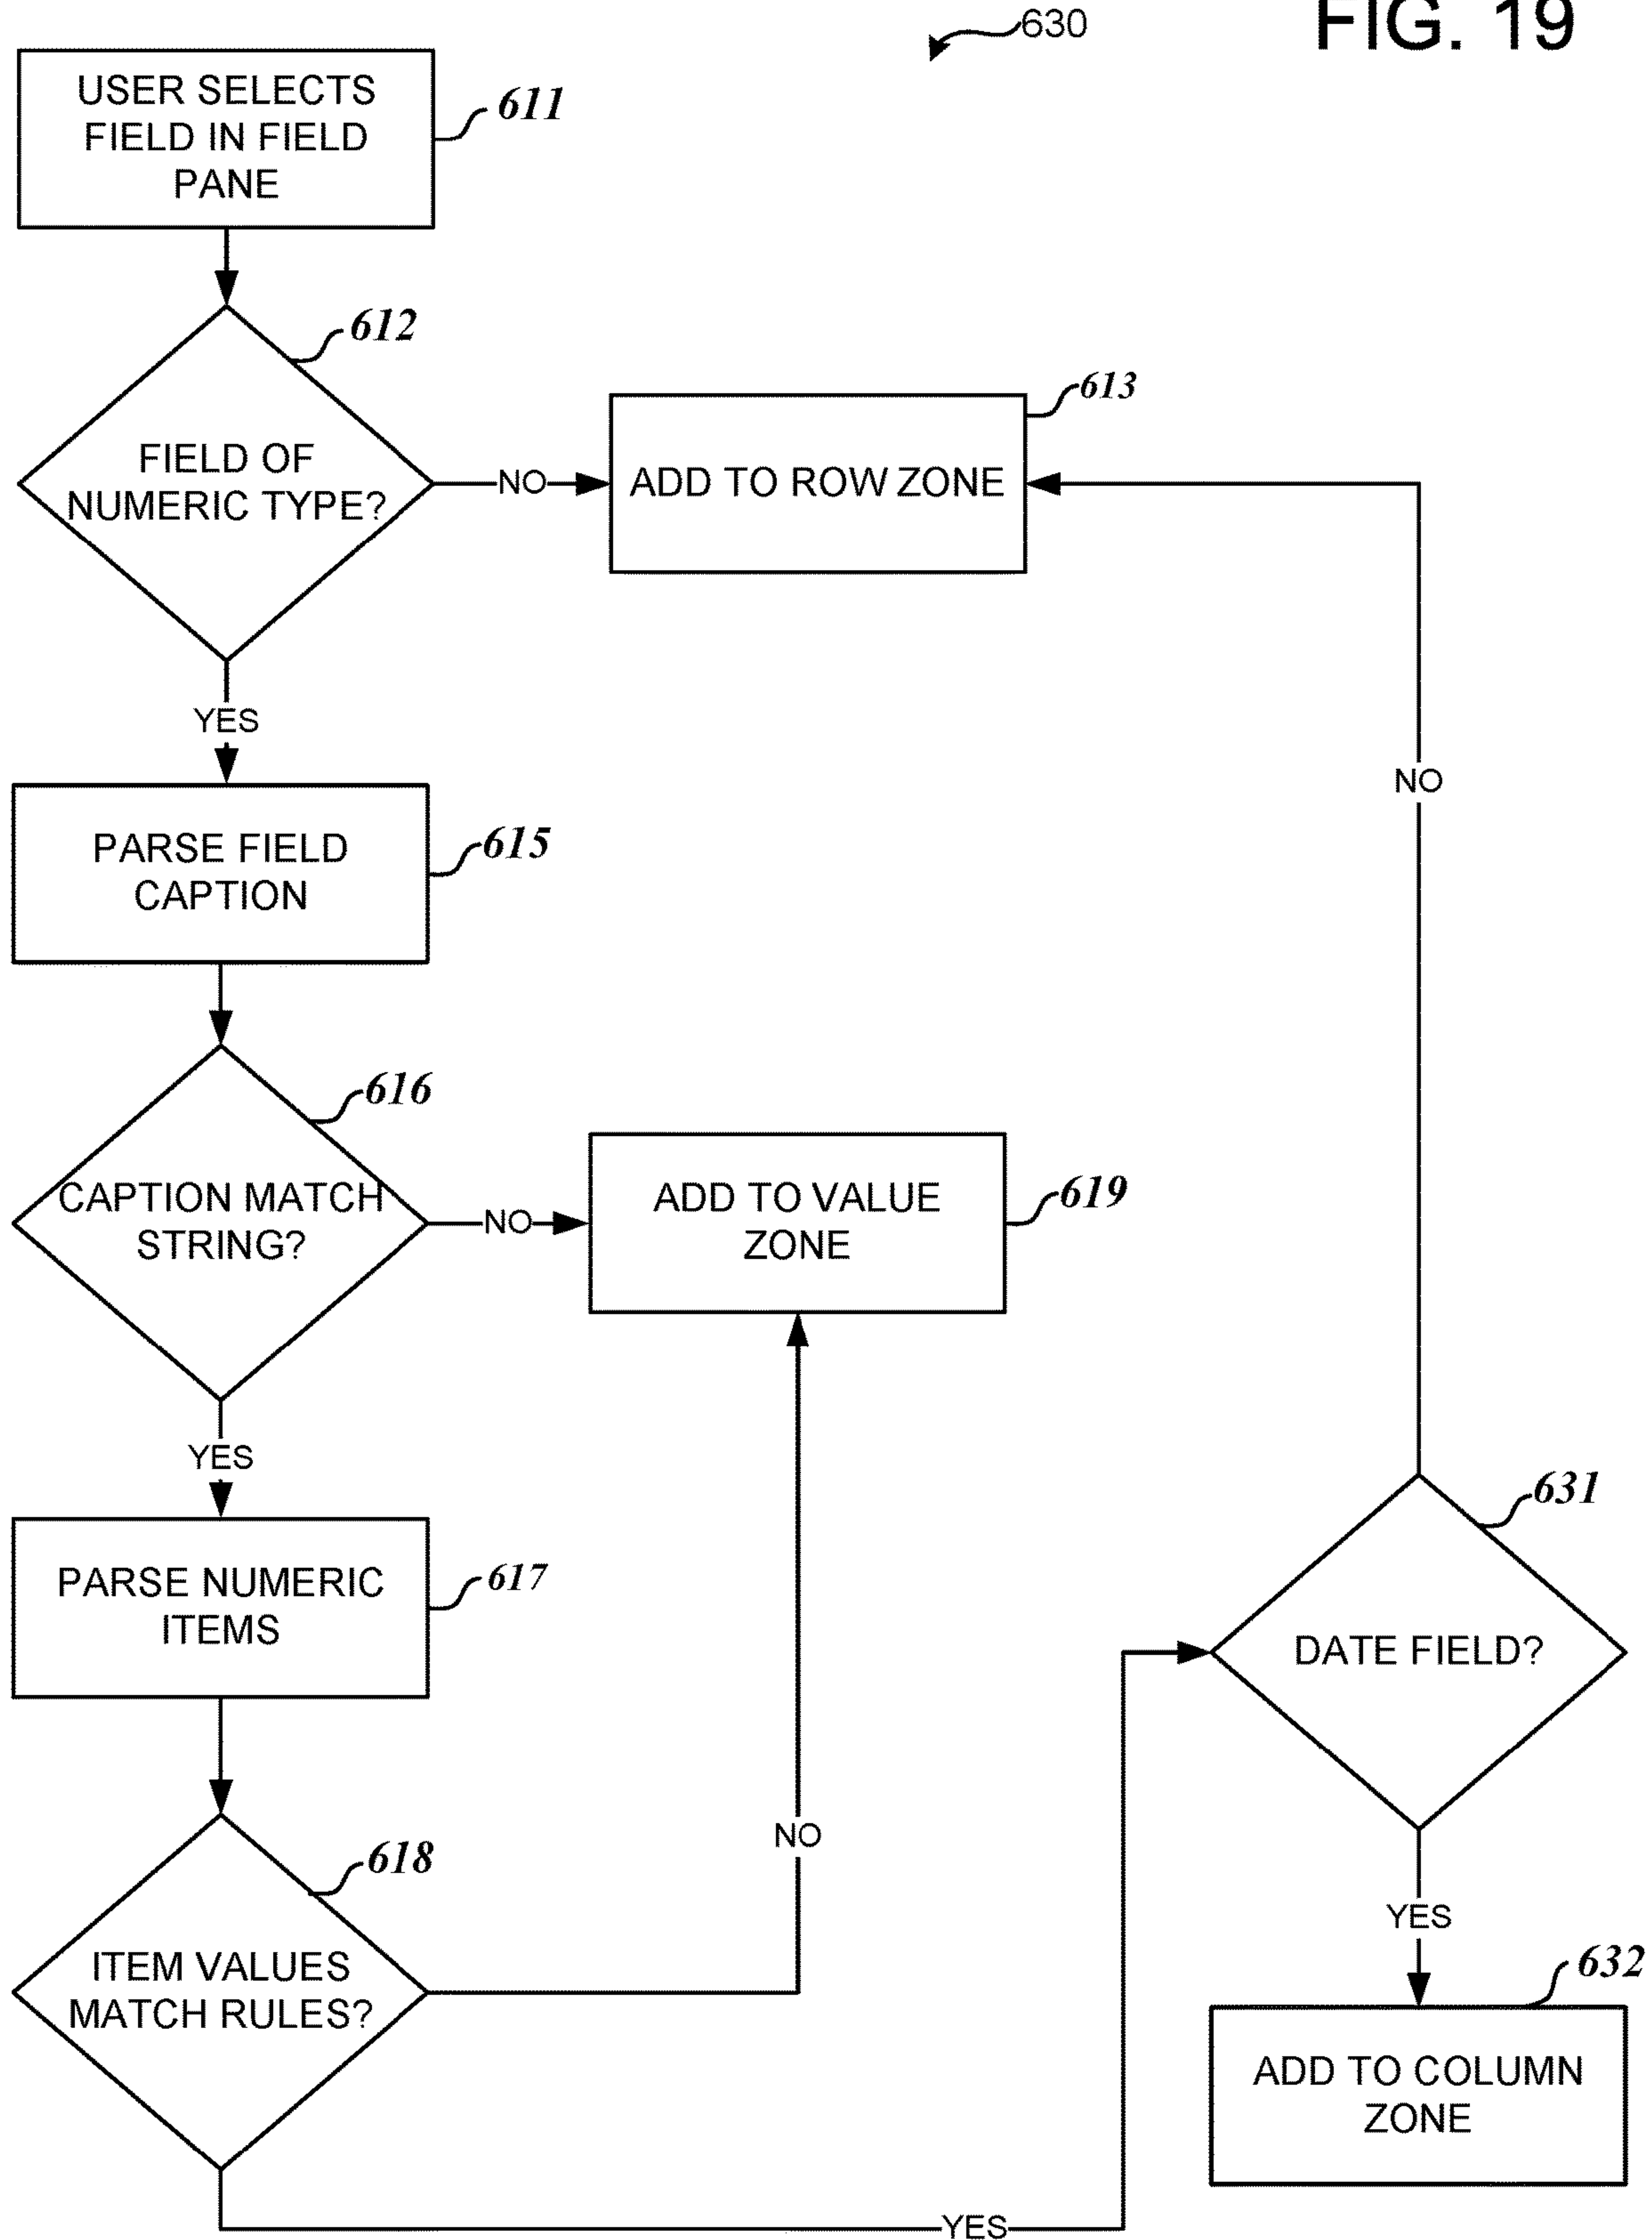 FIG. 19
630
USER SELECTS
FIELD IN FIELD
PANE
611
612
FIELD OF
NUMERIC TYPE?
NO
613
ADD TO ROW ZONE
YES
NO
PARSE FIELD
CAPTION
615
616
CAPTION MATCH
STRING?
NO
ADD TO VALUE
ZONE
619
YES
PARSE NUMERIC
ITEMS
617
631
DATE FIELD?
618
ITEM VALUES
MATCH RULES?
NO
YES
632
ADD TO COLUMN
ZONE
YES